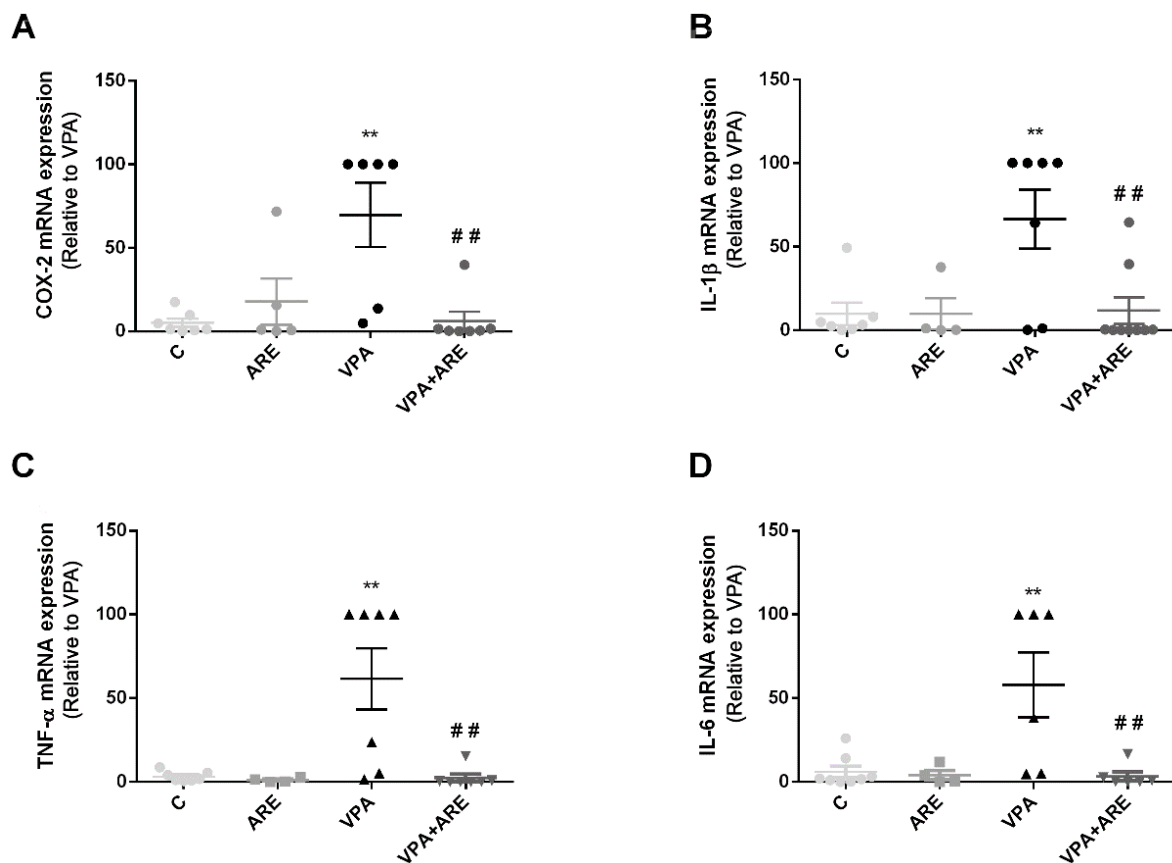 A
COX-2 mRNA expression
(Relative to VPA)
150
100
50
0
**
# #
C
ARE
VPA
VPA+ARE
B
IL-1β mRNA expression
(Relative to VPA)
150
100
50
0
**
# #
C
ARE
VPA
VPA+ARE
C
TNF-α mRNA expression
(Relative to VPA)
150
100
50
0
**
# #
C
ARE
VPA
VPA+ARE
D
IL-6 mRNA expression
(Relative to VPA)
150
100
50
0
**
# #
C
ARE
VPA
VPA+ARE